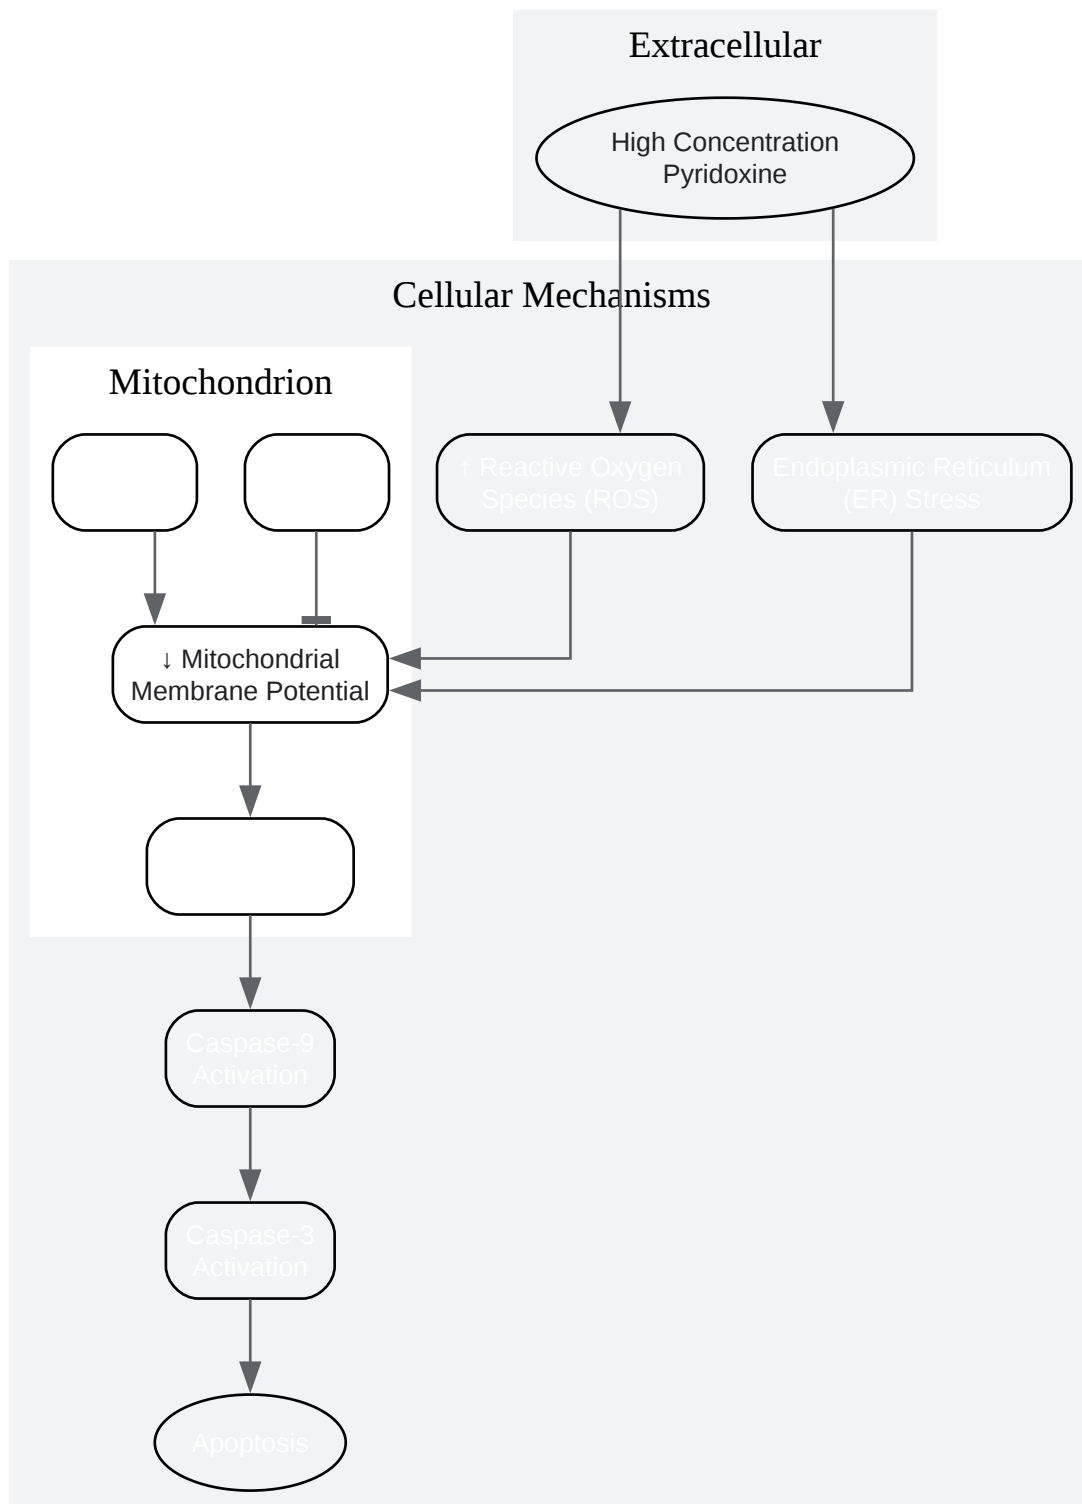 Extracellular
High Concentration
Pyridoxine
Cellular Mechanisms
Mitochondrion
↑ Reactive Oxygen
Species (ROS)
Endoplasmic Reticulum
(ER) Stress
↓ Mitochondrial
Membrane Potential
Caspase-9
Activation
Caspase-3
Activation
Apoptosis